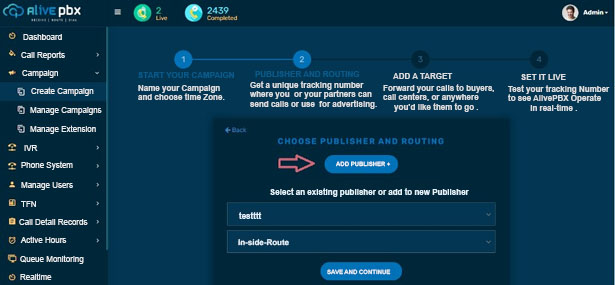 Alive pbx
RECEIVE | ROUTE | DIAL
2
Live
2439
Completed
Admin
Dashboard
Call Reports
Campaign
Create Campaign
Manage Campaigns
Manage Extension
IVR
Phone System
Manage Users
TFN
Call Detail Records
Active Hours
Queue Monitoring
Realtime
1
2
3
4
START YOUR CAMPAIGN
Name your Campaign
and choose time Zone.
PUBLISHER AND ROUTING
Get a unique tracking number
where you or your partners can
send calls or use for advertising.
ADD A TARGET
Forward your calls to buyers,
call centers, or anywhere
you'd like them to go .
SET IT LIVE
Test your tracking Number
to see AlivePBX Operate
in real-time .
Back
CHOOSE PUBLISHER AND ROUTING
ADD PUBLISHER +
Select an existing publisher or add to new Publisher
testttt
In-side-Route
SAVE AND CONTINUE